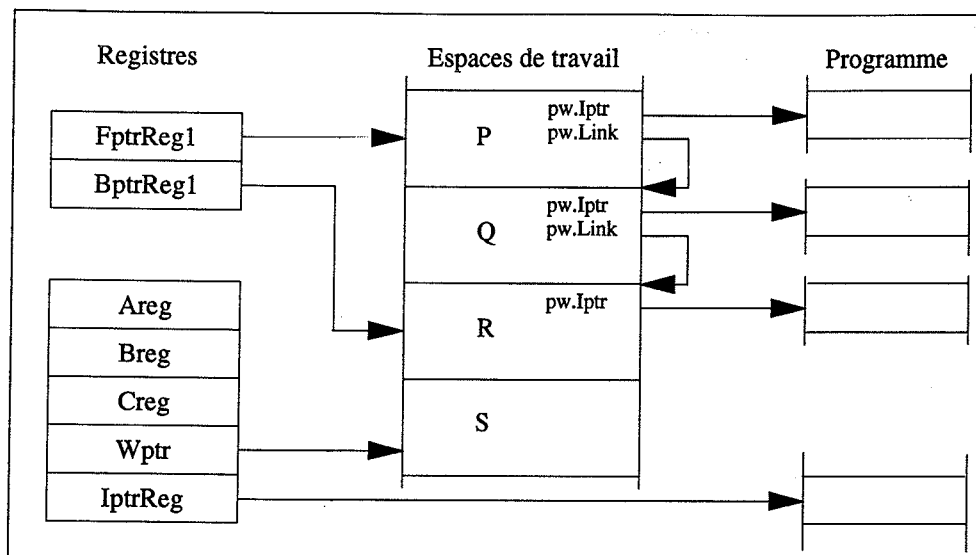 Registres
Espaces de travail
Programme
FptrReg1
BptrReg1
P
pw.Iptr
pw.Link
Q
pw.Iptr
pw.Link
R
pw.Iptr
S
Areg
Breg
Creg
Wptr
IptrReg